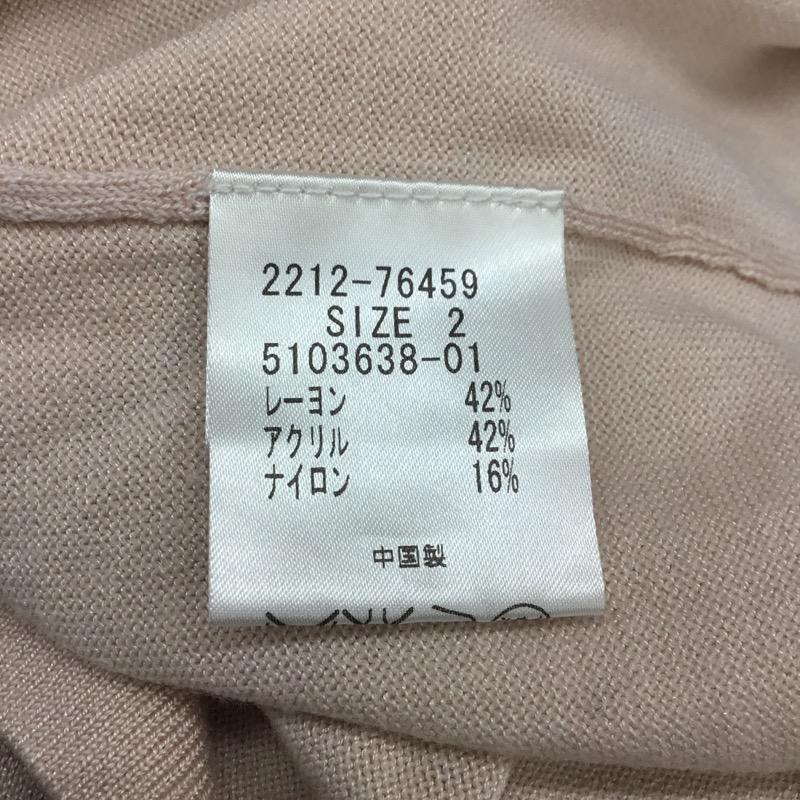 2212-76459
SIZE 2
5103638-01
レーヨン 42%
アクリル 42%
ナイロン 16%
中国製